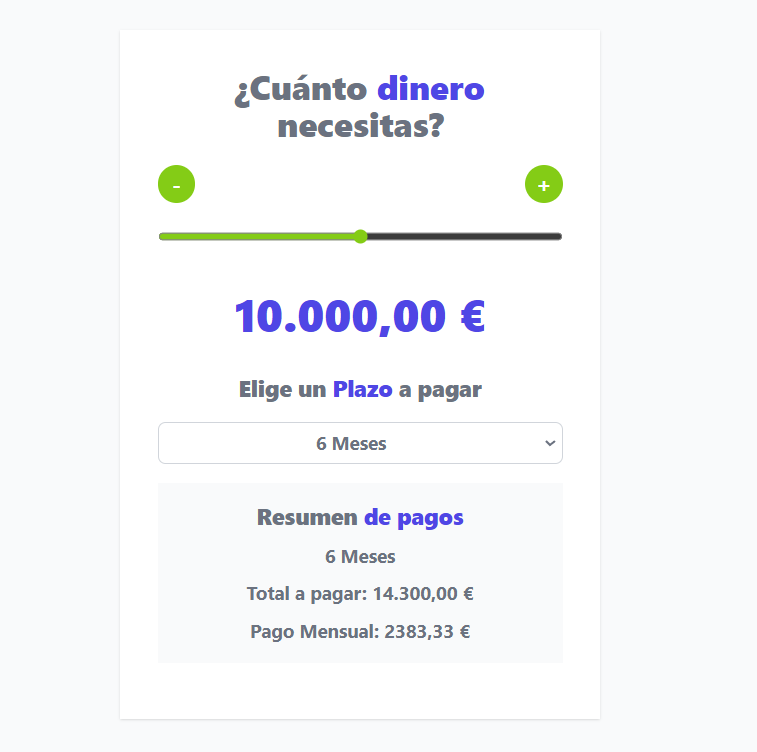 ¿Cuánto dinero
necesitas?
- +
10.000,00 €
Elige un Plazo a pagar
6 Meses
Resumen de pagos
6 Meses
Total a pagar: 14.300,00 €
Pago Mensual: 2383,33 €